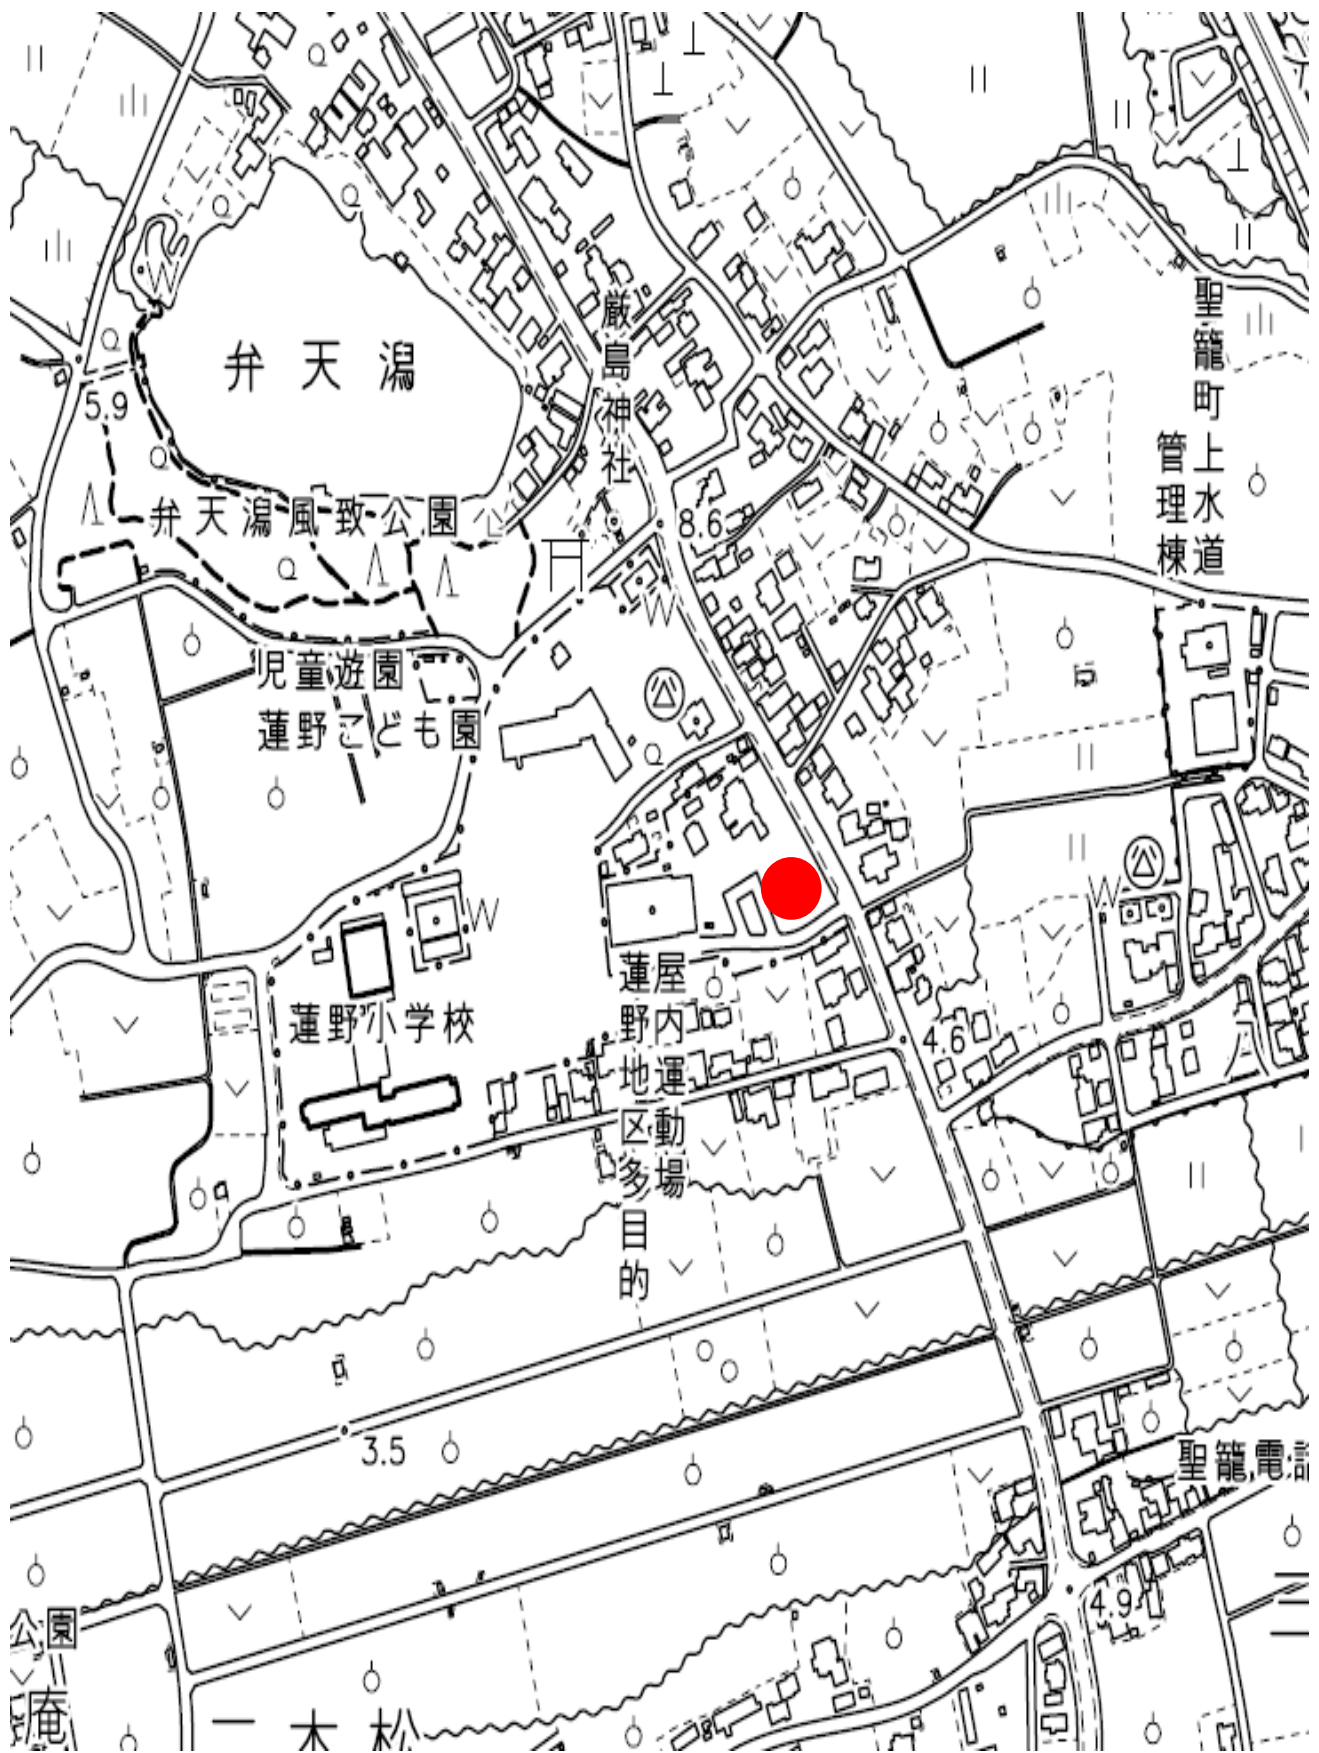 弁天潟
厳島神社
聖籠町上水道
管理棟
5.9
弁天潟風致公園
8.6
児童遊園
蓮野こども園
蓮野小学校
屋内運動場
蓮野地区多目的
4.6
3.5
聖籠電話
4.9
公園
庵
一本松
二